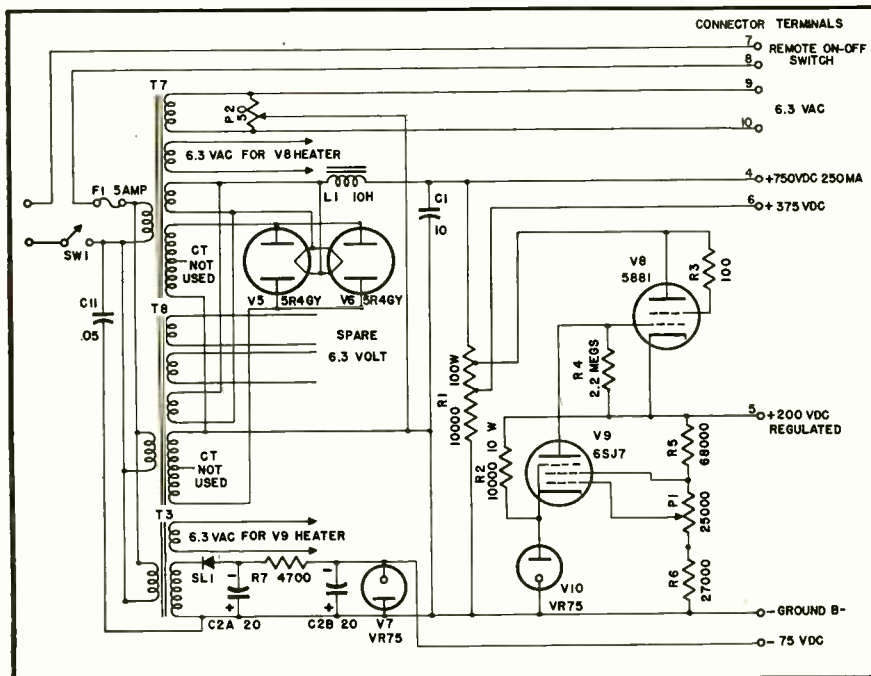 CONNECTOR TERMINALS
7
REMOTE ON-OFF
SWITCH
8
T7
9
P2
50
6.3 VAC
10
6.3 VAC FOR V8 HEATER
F1 5AMP
L1 10H
4
+750VDC 250MA
6
+375 VDC
C1
10
SW1
CT
NOT
USED
V5 5R4GY
V6 5R4GY
V8
5881
R3
100
C11
.05
T8
SPARE
6.3 VOLT
R1
10000 100W
R4
2.2 MEGS
5
+200 VDC
REGULATED
R2
10000 10 W
V9
6SJ7
R5
68000
CT
NOT
USED
P1
25000
T3
6.3 VAC FOR V9 HEATER
SL1
-
R7 4700
-
V10
VR75
R6
27000
+
C2A 20
+
C2B 20
V7
VR75
- GROUND B-
- 75 VDC